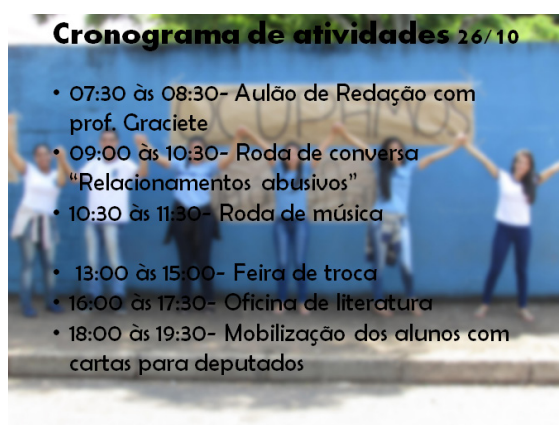 Cronograma de atividades 26/10
• 07:30 às 08:30- Aulão de Redação com
prof. Graciete
• 09:00 às 10:30- Roda de conversa
“Relacionamentos abusivos”
• 10:30 às 11:30- Roda de música
• 13:00 às 15:00- Feira de troca
• 16:00 às 17:30- Oficina de literatura
• 18:00 às 19:30- Mobilização dos alunos com
cartas para deputados
OCUPAMOS